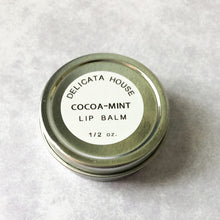 DELICATA HOUSE
COCOA-MINT
LIP BALM
1/2 oz.